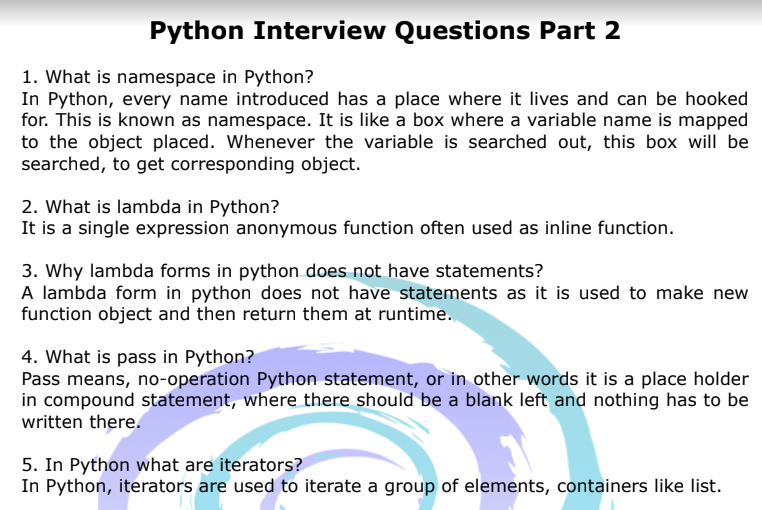 Python Interview Questions Part 2
1. What is namespace in Python?
In Python, every name introduced has a place where it lives and can be hooked
for. This is known as namespace. It is like a box where a variable name is mapped
to the object placed. Whenever the variable is searched out, this box will be
searched, to get corresponding object.
2. What is lambda in Python?
It is a single expression anonymous function often used as inline function.
3. Why lambda forms in python does not have statements?
A lambda form in python does not have statements as it is used to make new
function object and then return them at runtime.
4. What is pass in Python?
Pass means, no-operation Python statement, or in other words it is a place holder
in compound statement, where there should be a blank left and nothing has to be
written there.
5. In Python what are iterators?
In Python, iterators are used to iterate a group of elements, containers like list.